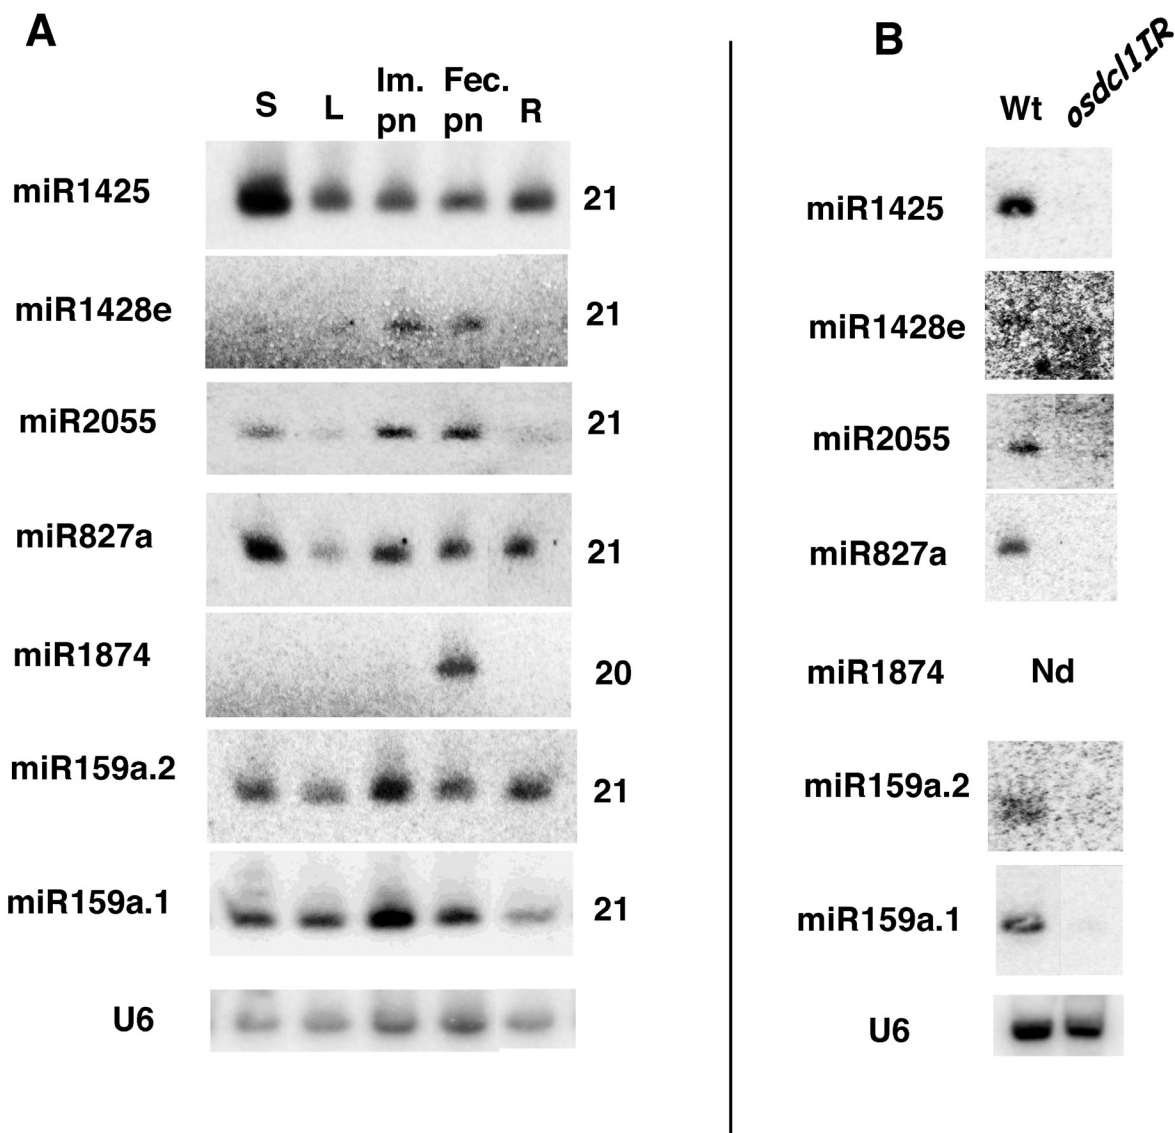 A
S L Im. pn Fec. pn R
miR1425 21
miR1428e 21
miR2055 21
miR827a 21
miR1874 20
miR159a.2 21
miR159a.1 21
U6
B
Wt osdcl1IR
miR1425
miR1428e
miR2055
miR827a
miR1874 Nd
miR159a.2
miR159a.1
U6